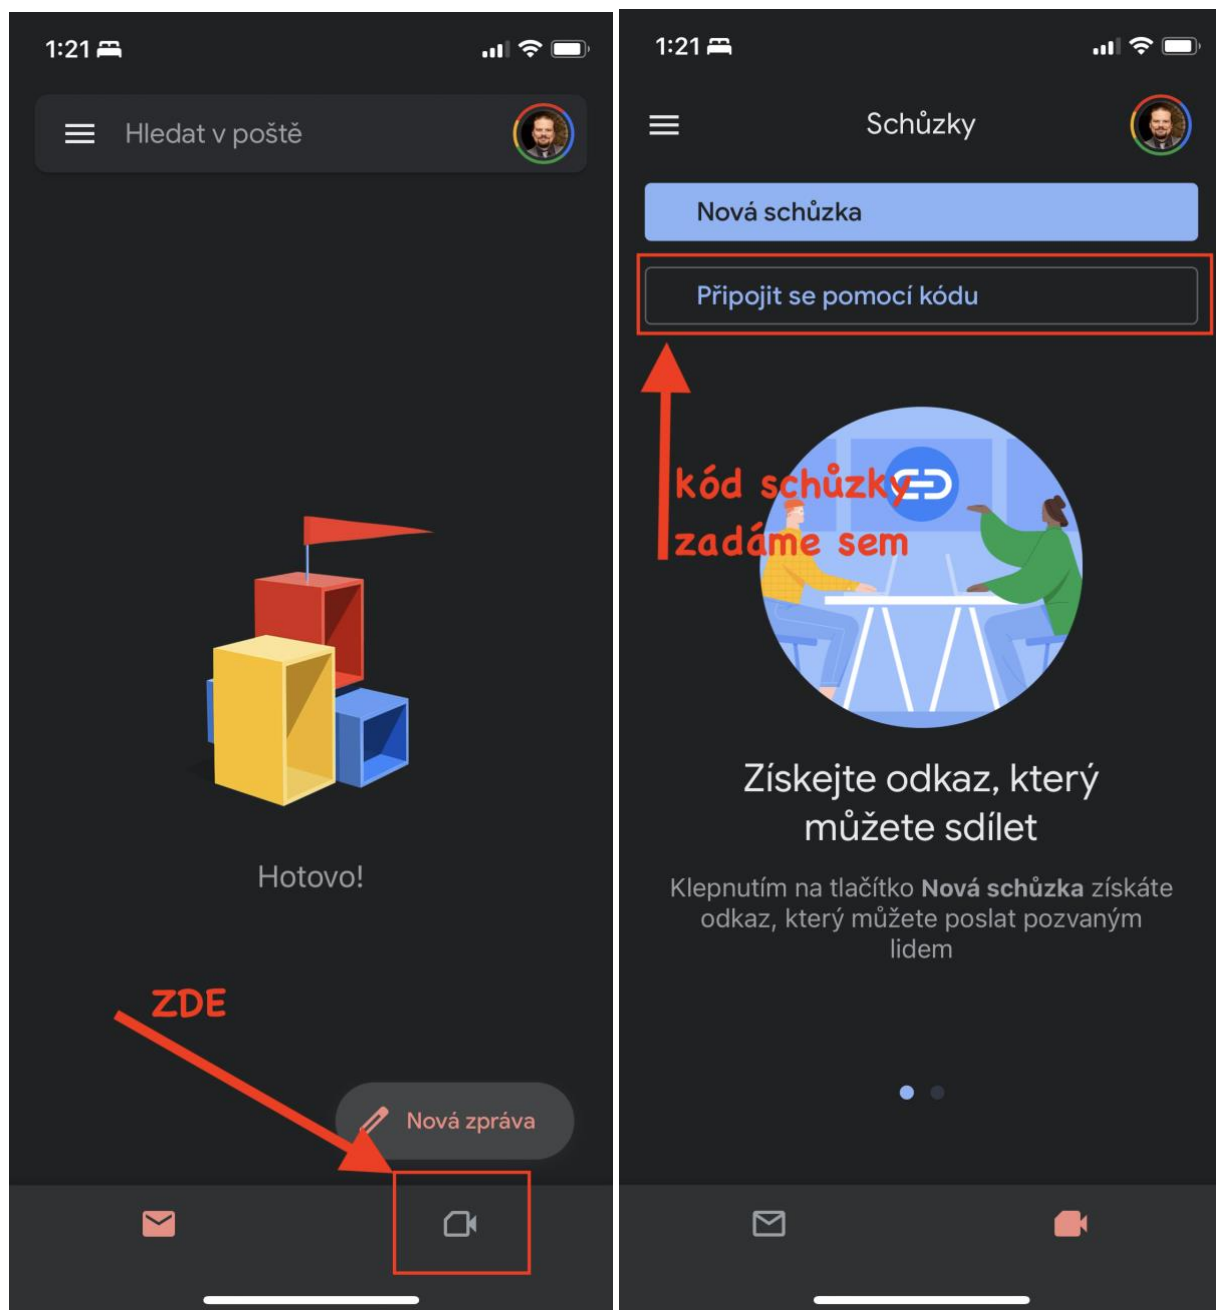 1:21
Hledat v poště
Hotovo!
ZDE
Nová zpráva
1:21
Schůzky
Nová schůzka
Připojit se pomocí kódu
kód schůzky
zadáme sem
Získejte odkaz, který
můžete sdílet
Klepnutím na tlačítko Nová schůzka získáte
odkaz, který můžete poslat pozvaným
lidem